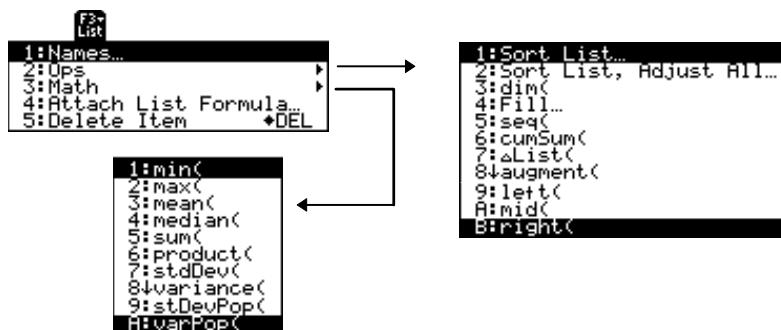 F3▾
List
1:Names…
2:Ops ▸
3:Math ▸
4:Attach List Formula…
5:Delete Item ◆DEL
1:Sort List…
2:Sort List, Adjust All…
3:dim(
4:Fill…
5:seq(
6:cumSum(
7:△List(
8↓augment(
9:left(
A:mid(
B:right(
1:min(
2:max(
3:mean(
4:median(
5:sum(
6:product(
7:stdDev(
8↓variance(
9:stDevPop(
A:varPop(